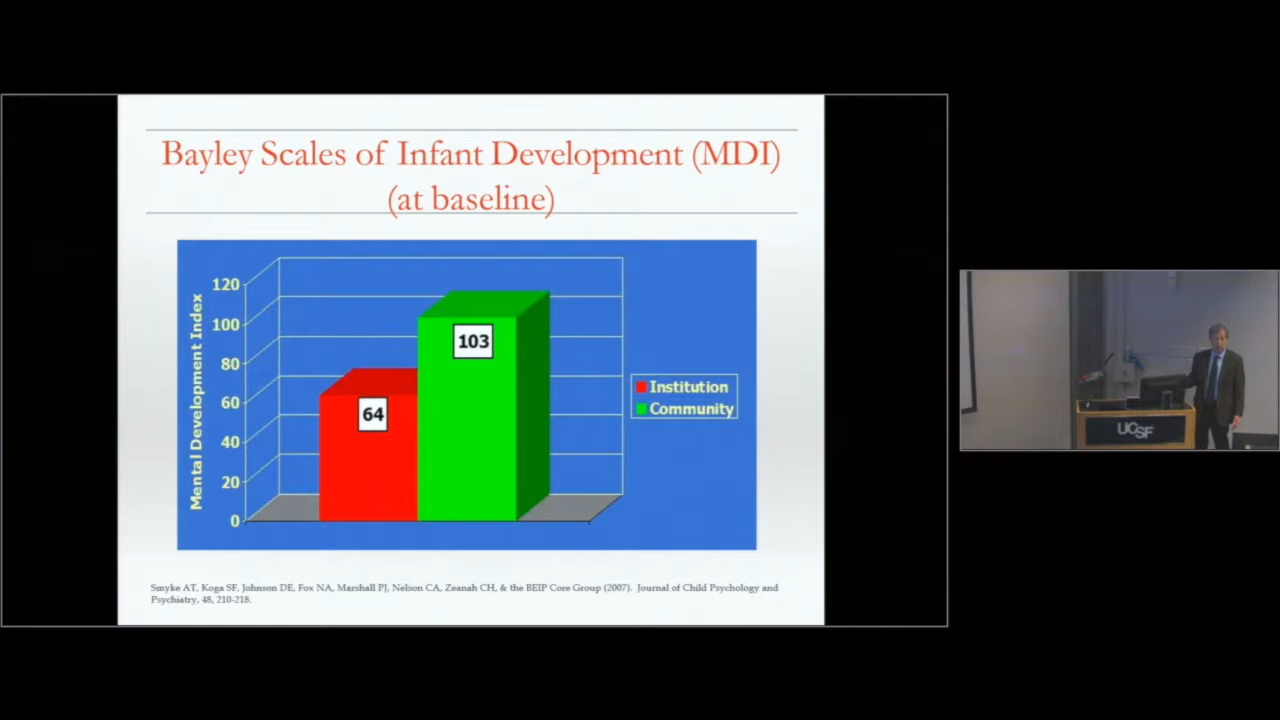 Bayley Scales of Infant Development (MDI)
(at baseline)
Mental Development Index
120
100
80
60
40
20
0
64
103
Institution
Community
Smyke AT, Koga SF, Johnson DE, Fox NA, Marshall PJ, Nelson CA, Zeanah CH, & the BEIP Core Group (2007). Journal of Child Psychology and
Psychiatry, 48, 210-218.
UCSF